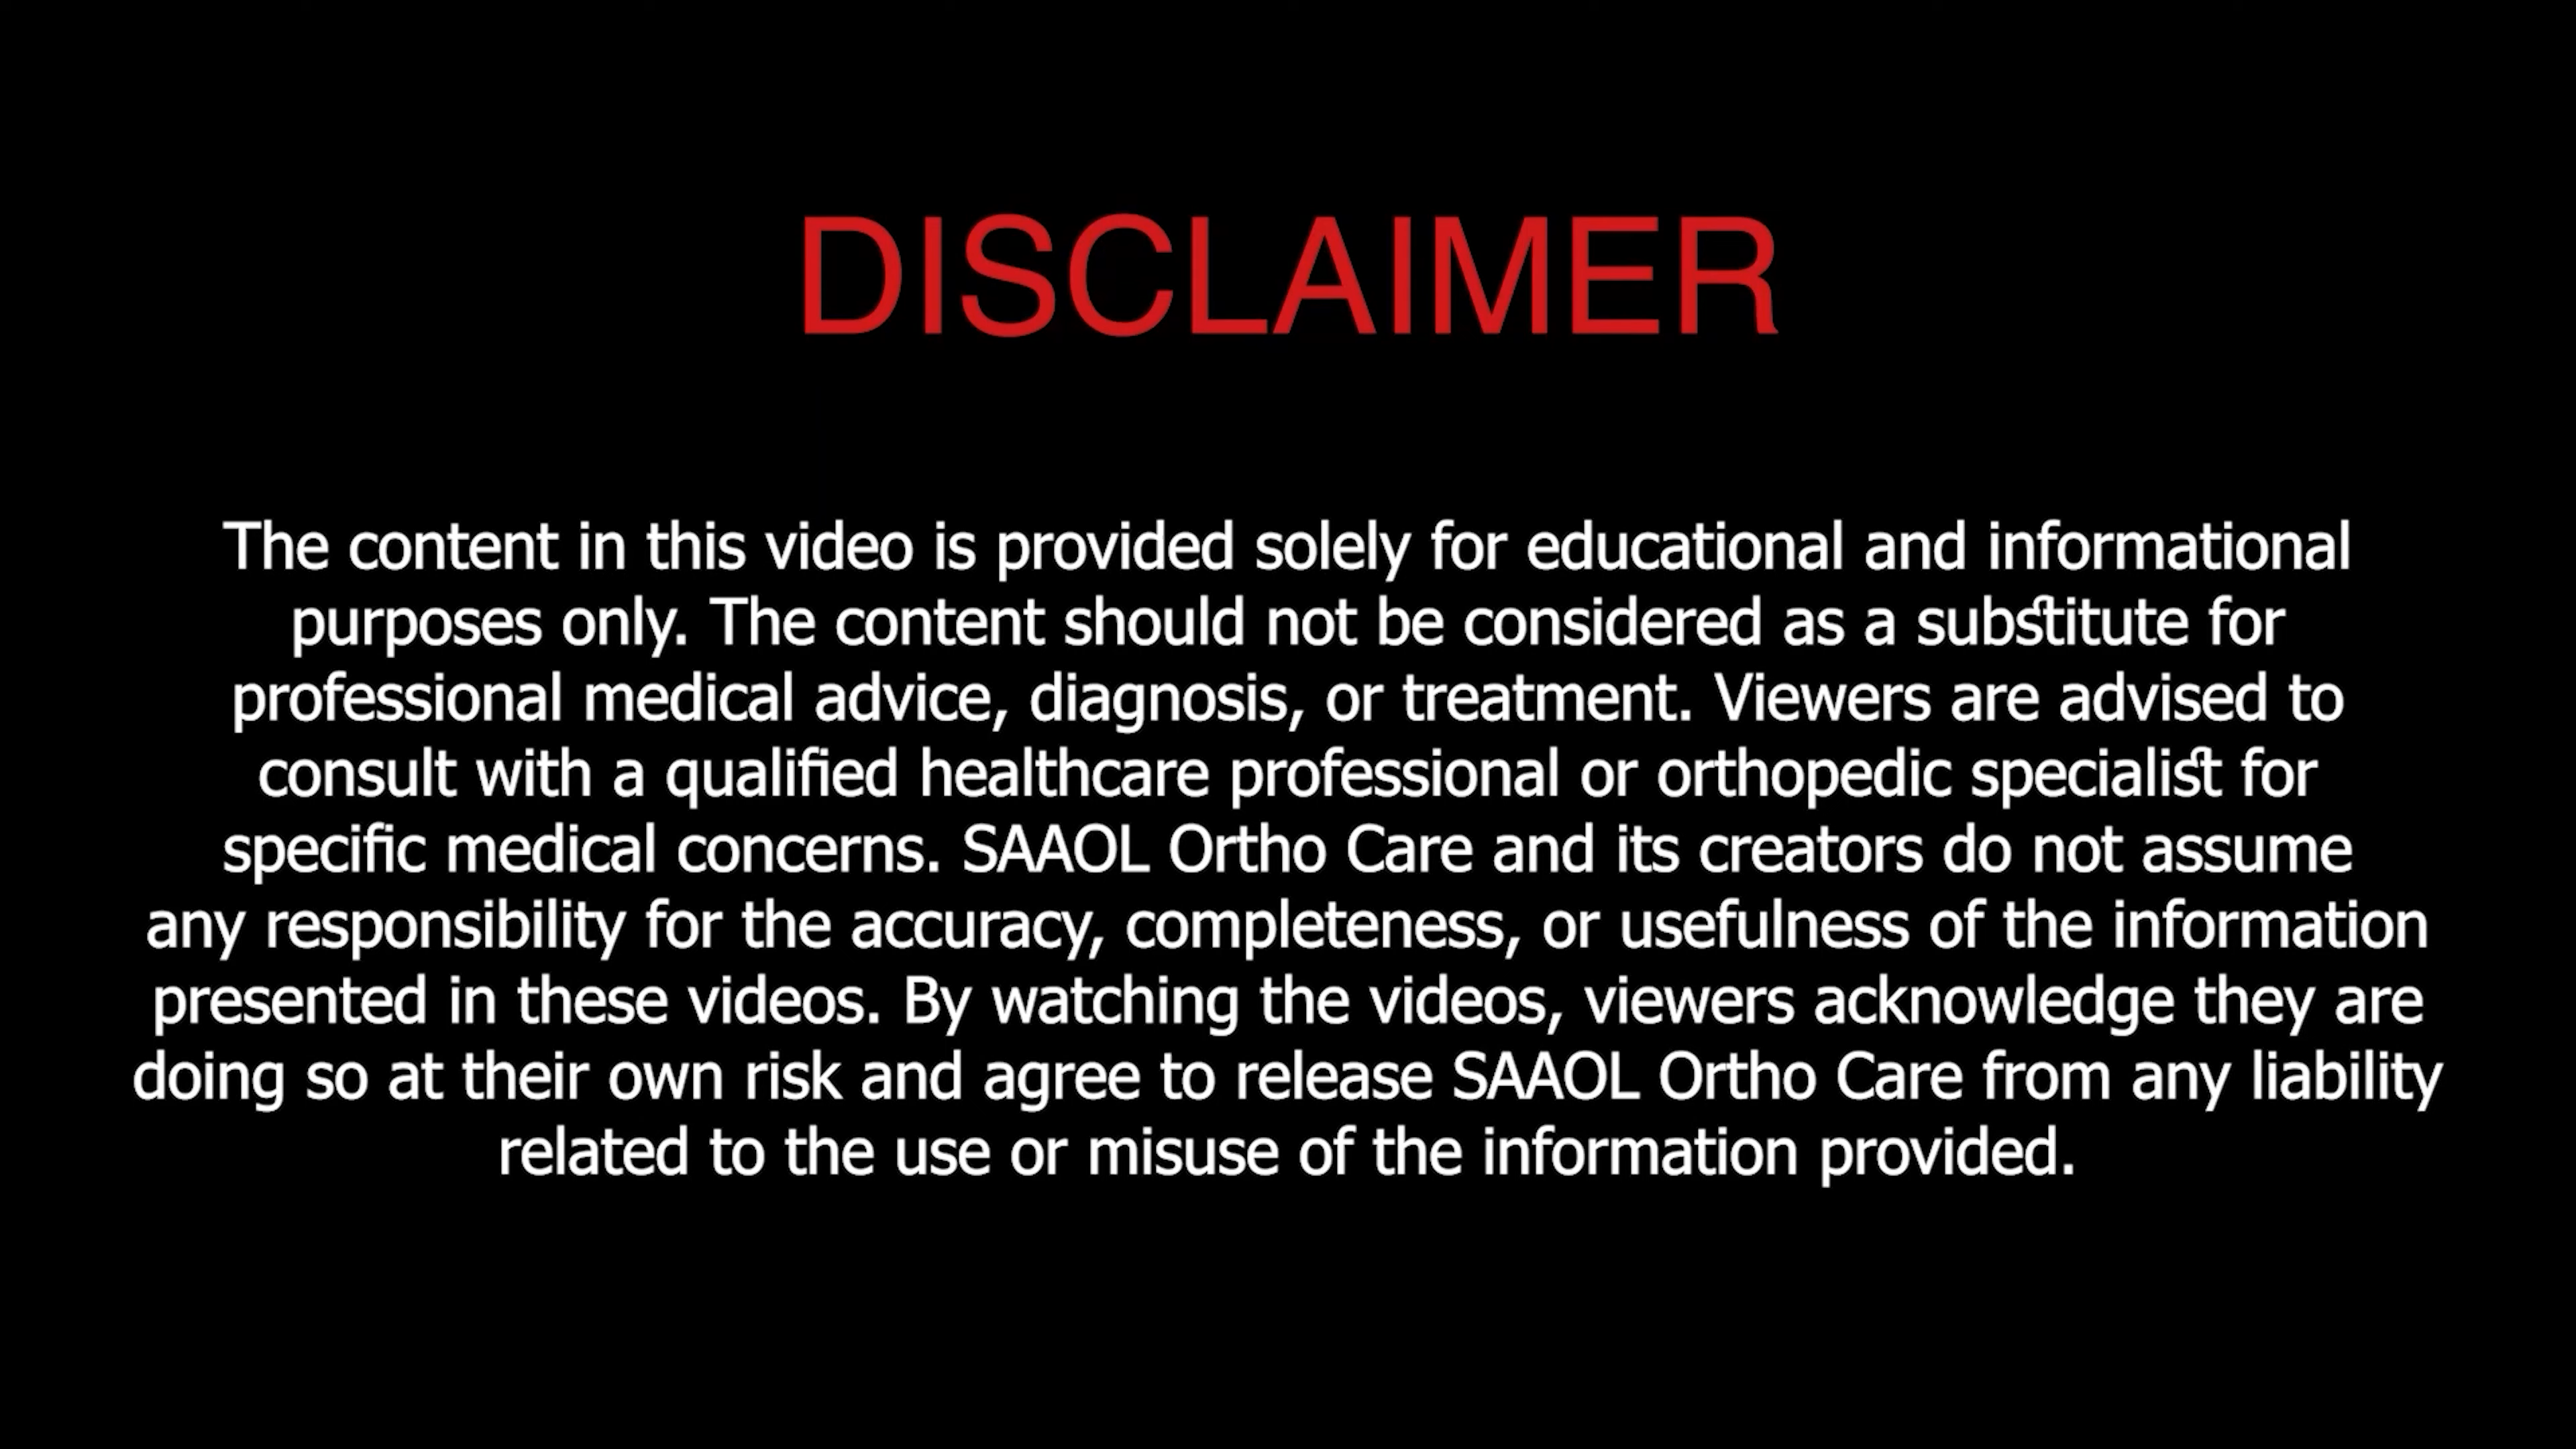 DISCLAIMER
The content in this video is provided solely for educational and informational
purposes only. The content should not be considered as a substitute for
professional medical advice, diagnosis, or treatment. Viewers are advised to
consult with a qualified healthcare professional or orthopedic specialist for
specific medical concerns. SAAOL Ortho Care and its creators do not assume
any responsibility for the accuracy, completeness, or usefulness of the information
presented in these videos. By watching the videos, viewers acknowledge they are
doing so at their own risk and agree to release SAAOL Ortho Care from any liability
related to the use or misuse of the information provided.